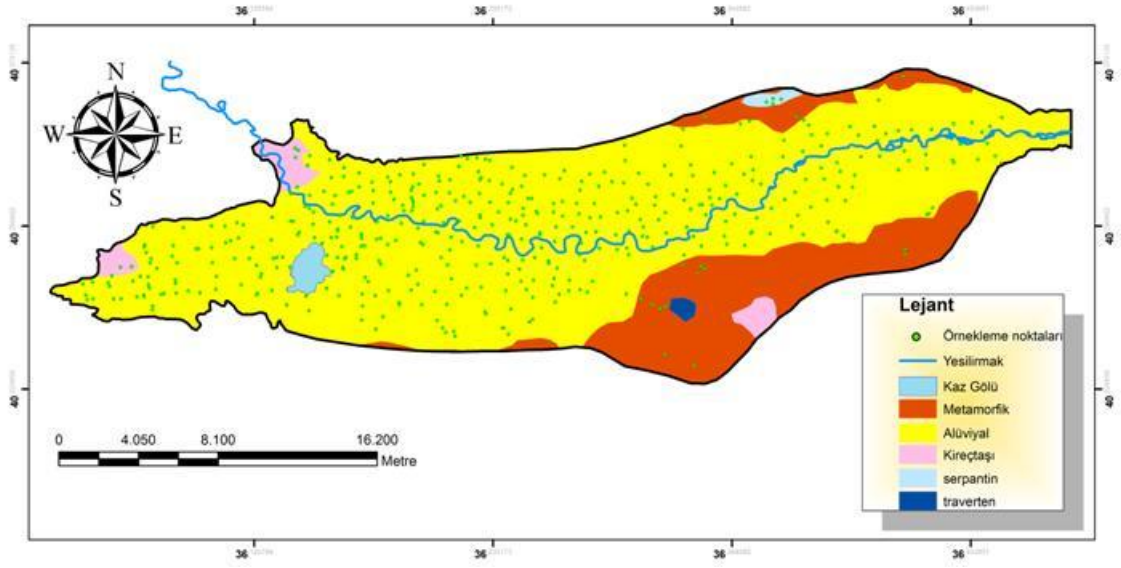 36
36
36
36
40
40
N
W
E
S
40
40
40
40
Lejant
Örnekleme noktaları
Yesilirmak
Kaz Gölü
Metamorfik
Alüviyal
Kireçtaşı
serpantin
traverten
0 4.050 8.100 16.200
Metre
36
36
36
36